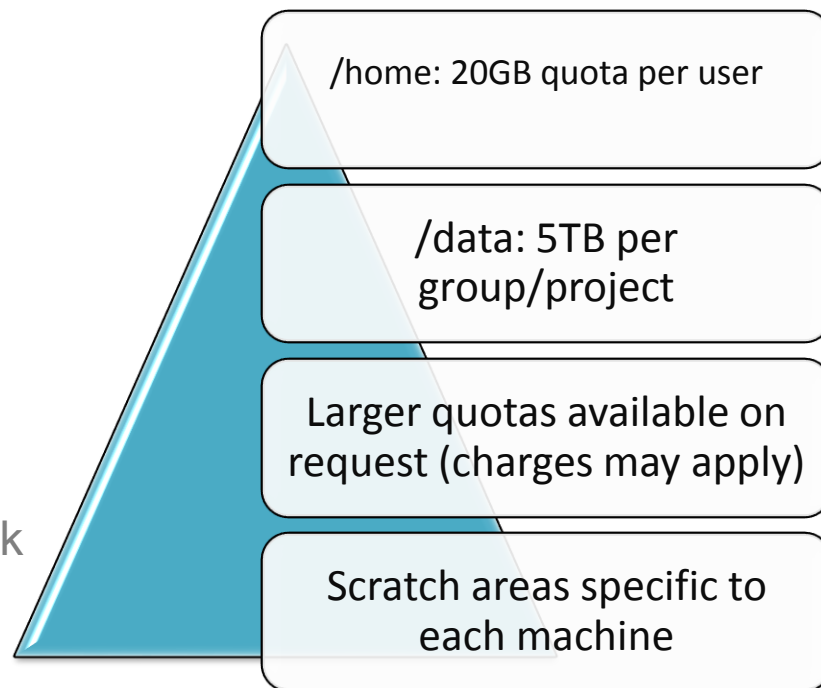 /home: 20GB quota per user
/data: 5TB per
group/project
Larger quotas available on
request (charges may apply)
k
Scratch areas specific to
each machine